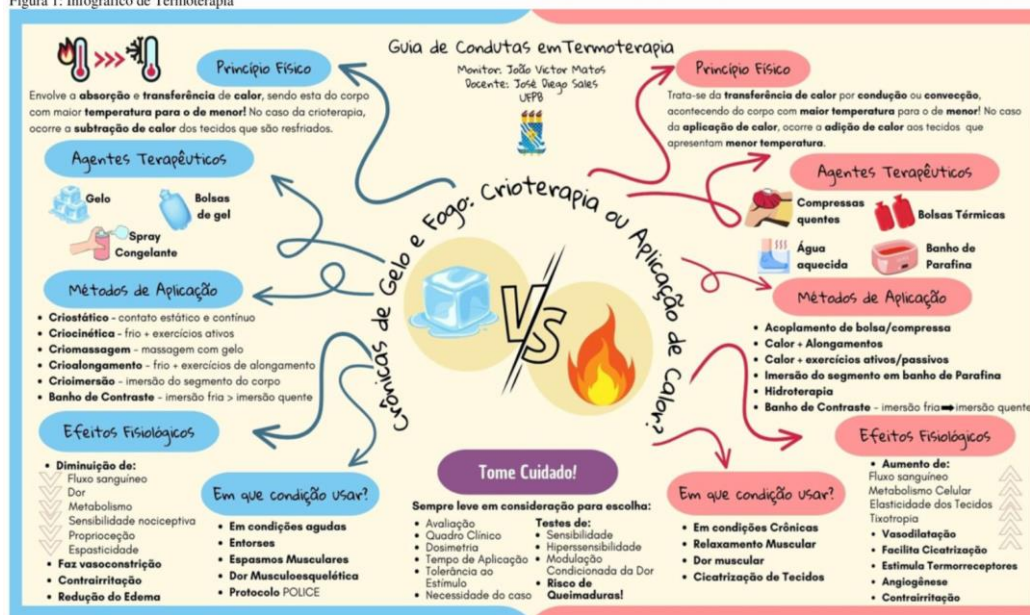 Figura 1: Infográfico de Termoterapia
Guia de Condutas em Termoterapia
Monitor: João Victor Matos
Docente: José Diego Sales
UFPB
Princípio Físico
Envolve a absorção e transferência de calor, sendo esta do corpo
com maior temperatura para o de menor! No caso da crioterapia,
ocorre a subtração de calor dos tecidos que são resfriados.
Agentes Terapêuticos
Gelo
Bolsas
de gel
Spray
Congelante
Métodos de Aplicação
• Criostático - contato estático e contínuo
• Criocinética - frio + exercícios ativos
• Criomassagem - massagem com gelo
• Crioalongamento - frio + exercícios de alongamento
• Crioimersão - imersão do segmento do corpo
• Banho de Contraste - imersão fria > imersão quente
Efeitos Fisiológicos
• Diminuição de:
Fluxo sanguíneo
Dor
Metabolismo
Sensibilidade nociceptiva
Propriocepção
Espasticidade
• Faz vasoconstrição
• Contrairritação
• Redução do Edema
Em que condição usar?
• Em condições agudas
• Entorses
• Espasmos Musculares
• Dor Musculoesquelética
• Protocolo POLICE
Crônicas de Gelo e Fogo: Crioterapia ou Aplicação de Calor?
VS
Tome Cuidado!
Sempre leve em consideração para escolha:
• Avaliação
• Quadro Clínico
• Dosimetria
• Tempo de Aplicação
• Tolerância ao
Estímulo
• Necessidade do caso
Testes de:
• Sensibilidade
• Hiperssensibilidade
• Modulação
Condicionada da Dor
• Risco de
Queimaduras!
Princípio Físico
Trata-se da transferência de calor por condução ou convecção,
acontecendo do corpo com maior temperatura para o de menor! No caso
da aplicação de calor, ocorre a adição de calor aos tecidos que
apresentam menor temperatura.
Agentes Terapêuticos
Compressas
quentes
Bolsas Térmicas
Água
aquecida
Banho de
Parafina
Métodos de Aplicação
• Acoplamento de bolsa/compressa
• Calor + Alongamentos
• Calor + exercícios ativos/passivos
• Imersão do segmento em banho de Parafina
• Hidroterapia
• Banho de Contraste - imersão fria➡imersão quente
Efeitos Fisiológicos
• Aumento de:
Fluxo sanguíneo
Metabolismo Celular
Elasticidade dos Tecidos
Tixotropia
• Vasodilatação
• Facilita Cicatrização
• Estimula Termorreceptores
• Angiogênse
• Contrairritação
Em que condição usar?
• Em condições Crônicas
• Relaxamento Muscular
• Dor muscular
• Cicatrização de Tecidos